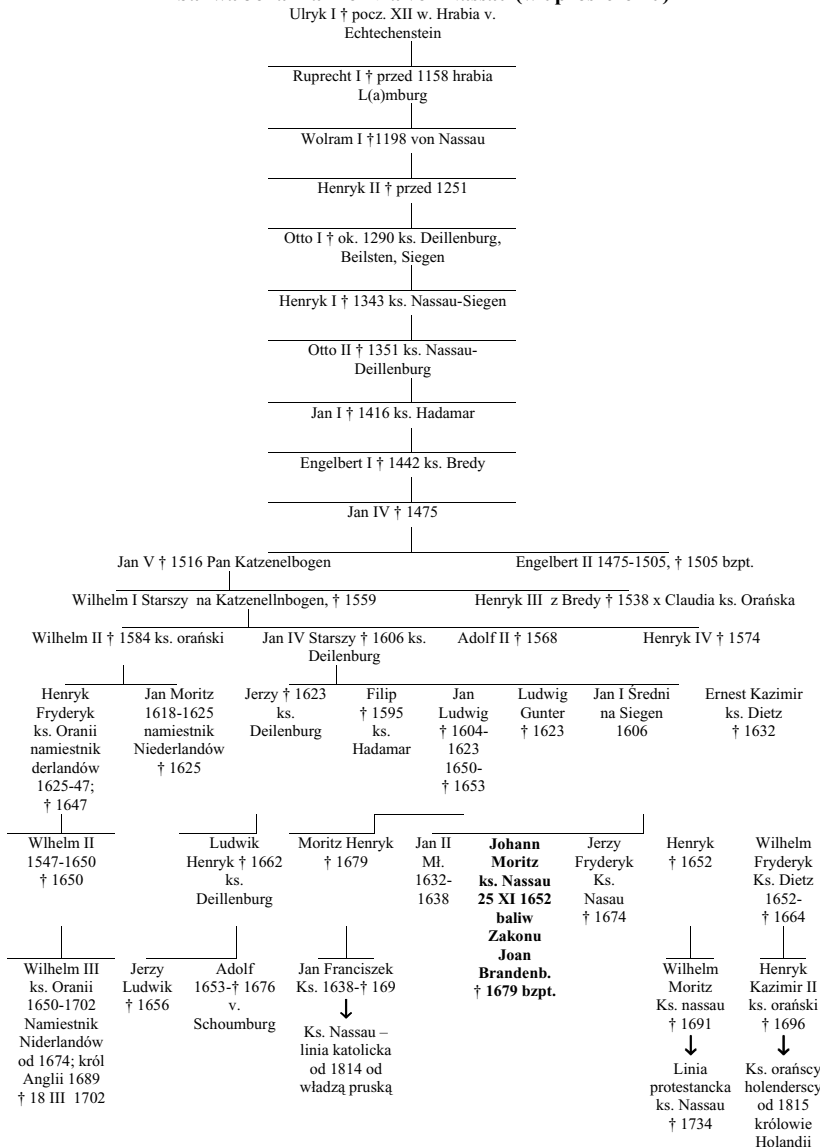 Ulryk I † pocz. XII w. Hrabia v.
Echtechenstein
Ruprecht I † przed 1158 hrabia
L(a)mburg
Wolram I †1198 von Nassau
Henryk II † przed 1251
Otto I † ok. 1290 ks. Deillenburg,
Beilsten, Siegen
Henryk I † 1343 ks. Nassau-Siegen
Otto II † 1351 ks. Nassau-
Deillenburg
Jan I † 1416 ks. Hadamar
Engelbert I † 1442 ks. Bredy
Jan IV † 1475
Jan V † 1516 Pan Katzenelbogen
Engelbert II 1475-1505, † 1505 bzpt.
Wilhelm I Starszy na Katzenellnbogen, † 1559
Henryk III z Bredy † 1538 x Claudia ks. Orańska
Wilhelm II † 1584 ks. orański
Jan IV Starszy † 1606 ks.
Deilenburg
Adolf II † 1568
Henryk IV † 1574
Henryk
Fryderyk
ks. Oranii
namiestnik
derlandów
1625-47;
† 1647
Jan Moritz
1618-1625
namiestnik
Niederlandów
† 1625
Jerzy † 1623
ks.
Deilenburg
Filip
† 1595
ks.
Hadamar
Jan
Ludwig
† 1604-
1623
1650-
† 1653
Ludwig
Gunter
† 1623
Jan I Średni
na Siegen
1606
Ernest Kazimir
ks. Dietz
† 1632
Wlhelm II
1547-1650
† 1650
Ludwik
Henryk † 1662
ks.
Deillenburg
Moritz Henryk
† 1679
Jan II
Mł.
1632-
1638
Johann
Moritz
ks. Nassau
25 XI 1652
baliw
Zakonu
Joan
Brandenb.
† 1679 bzpt.
Jerzy
Fryderyk
Ks.
Nasau
† 1674
Henryk
† 1652
Wilhelm
Fryderyk
Ks. Dietz
1652-
† 1664
Wilhelm III
ks. Oranii
1650-1702
Namiestnik
Niderlandów
od 1674; król
Anglii 1689
† 18 III 1702
Jerzy
Ludwik
† 1656
Adolf
1653-† 1676
v.
Schoumburg
Jan Franciszek
Ks. 1638-† 169
Ks. Nassau –
linia katolicka
od 1814 od
władzą pruską
Wilhelm
Moritz
Ks. nassau
† 1691
Linia
protestancka
ks. Nassau
† 1734
Henryk
Kazimir II
ks. orański
† 1696
Ks. orańscy
holenderscy
od 1815
królowie
Holandii